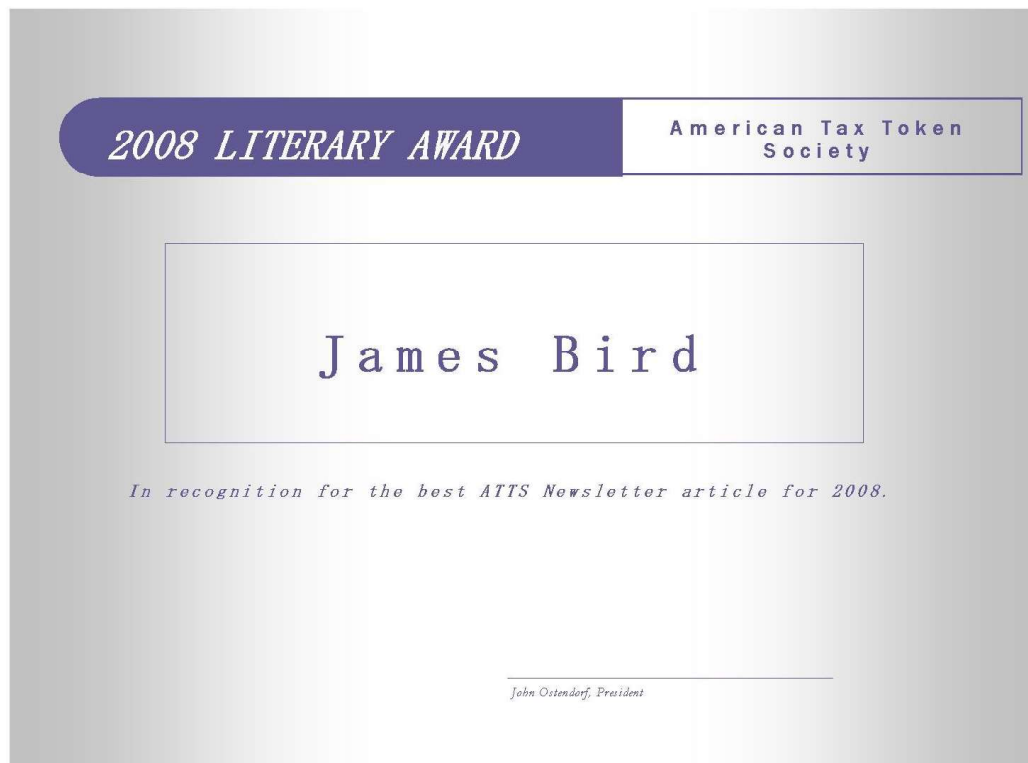 2008 LITERARY AWARD
American Tax Token
Society
James Bird
In recognition for the best ATTS Newsletter article for 2008.
John Ostendorf, President